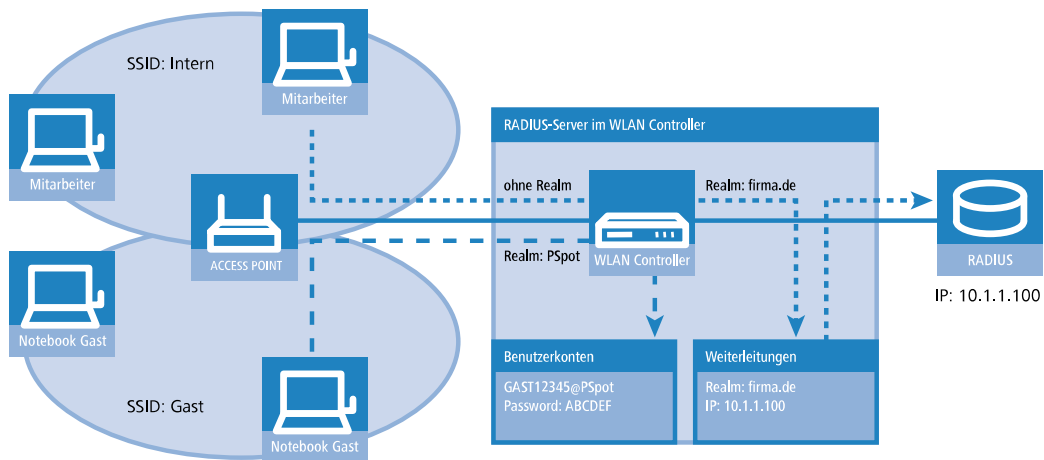 SSID: Intern
Mitarbeiter
Mitarbeiter
ACCESS POINT
Notebook Gast
SSID: Gast
Notebook Gast
RADIUS-Server im WLAN Controller
ohne Realm
Realm: firma.de
Realm: PSpot
WLAN Controller
RADIUS
IP: 10.1.1.100
Benutzerkonten
GAST12345@PSpot
Password: ABCDEF
Weiterleitungen
Realm: firma.de
IP: 10.1.1.100